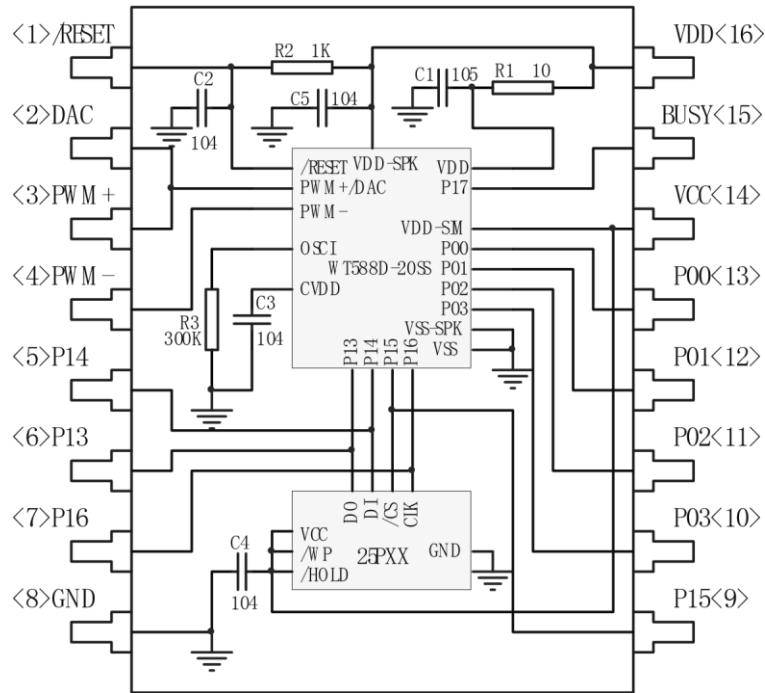 <1>/RESET
R2 1K
VDD<16>
C2
C5 104
C1 105
R1 10
<2>DAC
104
BUSY<15>
/RESET
VDD-SPK
VDD
PWM+/DAC
P17
<3>PWM+
PWM-
VCC<14>
VDD-SIM
OSCI
P00
WT588D-20SS
P01
<4>PWM-
CVDD
P02
P00<13>
C3
P03
R3
300K
104
VSS-SPK
VSS
<5>P14
P13
P14
P15
P16
P01<12>
<6>P13
P02<11>
DO
DI
/CS
CIK
<7>P16
VCC
P03<10>
C4
/WP
25PXX
GND
/HOLD
<8>GND
104
P15<9>